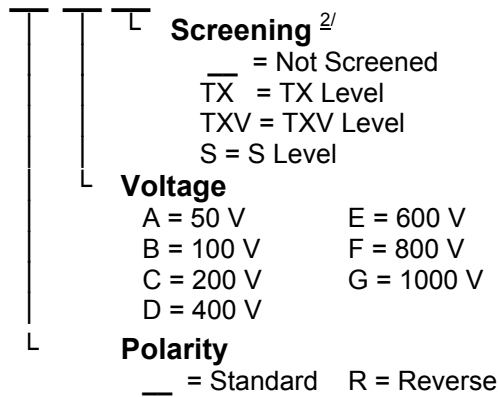 Screening 2/
__ = Not Screened
TX = TX Level
TXV = TXV Level
S = S Level
Voltage
A = 50 V E = 600 V
B = 100 V F = 800 V
C = 200 V G = 1000 V
D = 400 V
Polarity
__ = Standard R = Reverse